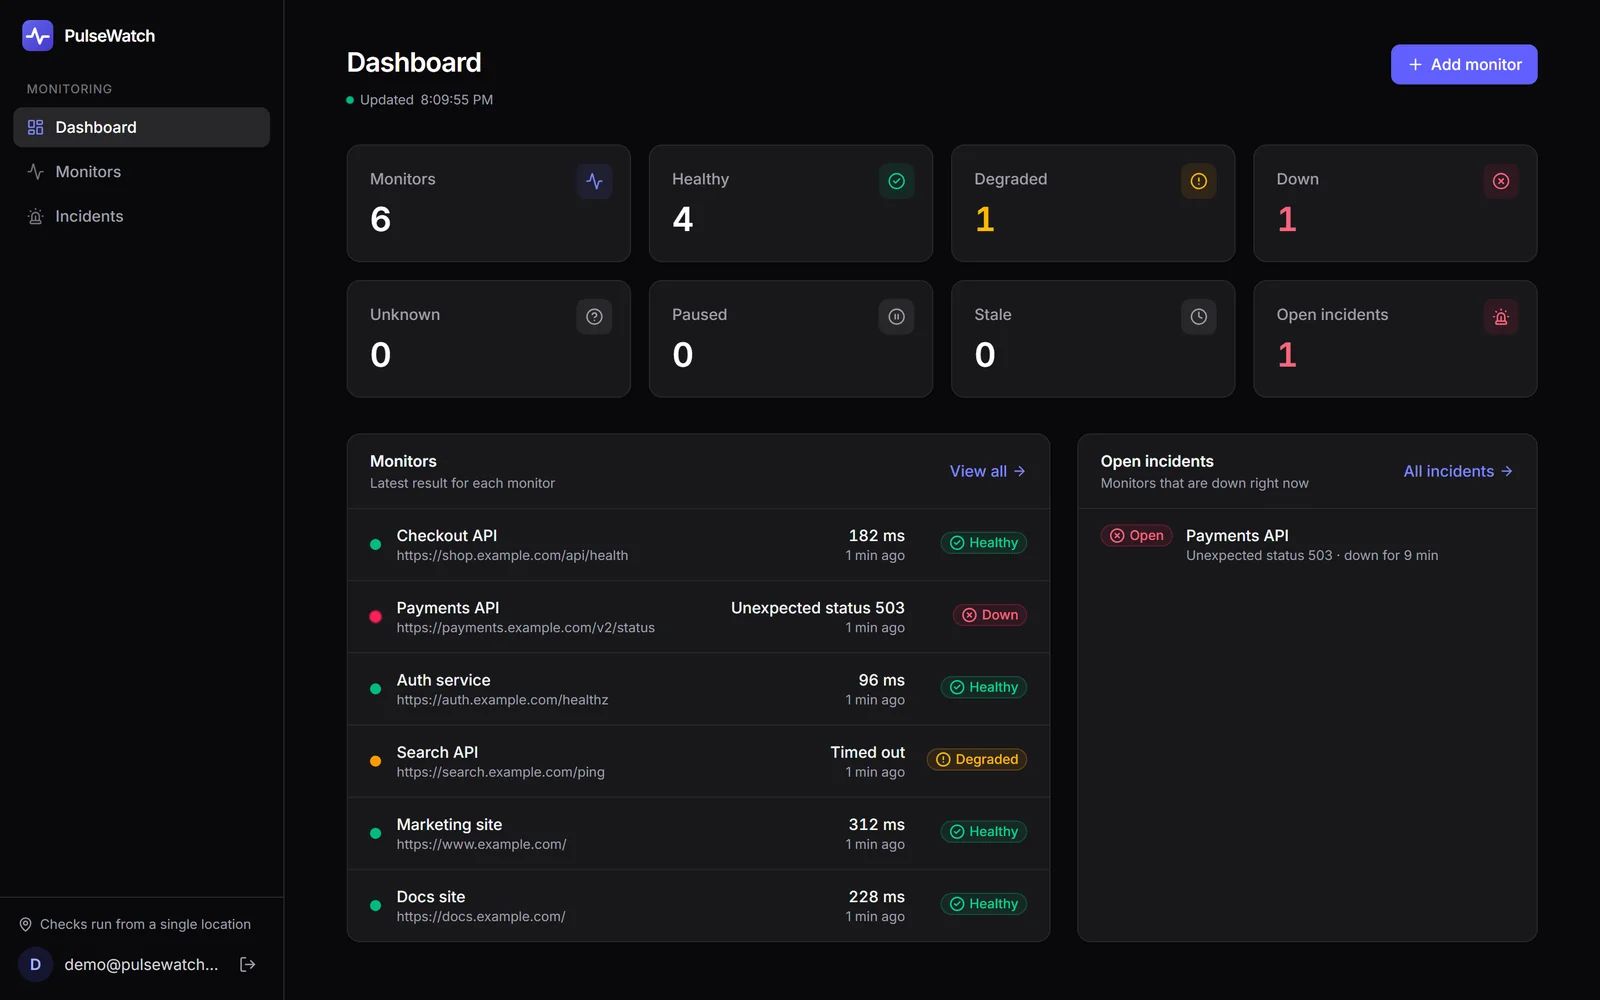 PulseWatch
MONITORING
Dashboard
Monitors
Incidents
Checks run from a single location
D
demo@pulsewatch...
Dashboard
Updated 8:09:55 PM
Add monitor
Monitors
6
Healthy
4
Degraded
1
Down
1
Unknown
0
Paused
0
Stale
0
Open incidents
1
Monitors
Latest result for each monitor
View all →
Checkout API
https://shop.example.com/api/health
182 ms
1 min ago
Healthy
Payments API
https://payments.example.com/v2/status
Unexpected status 503
1 min ago
Down
Auth service
https://auth.example.com/healthz
96 ms
1 min ago
Healthy
Search API
https://search.example.com/ping
Timed out
1 min ago
Degraded
Marketing site
https://www.example.com/
312 ms
1 min ago
Healthy
Docs site
https://docs.example.com/
228 ms
1 min ago
Healthy
Open incidents
Monitors that are down right now
All incidents →
Open
Payments API
Unexpected status 503 · down for 9 min